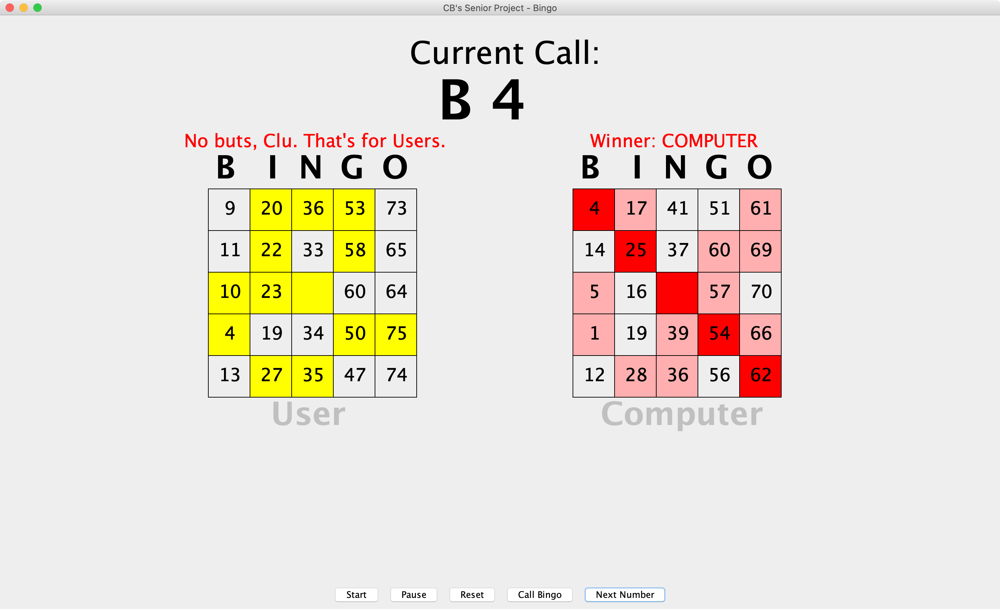 CB's Senior Project - Bingo
Current Call:
B 4
No buts, Clu. That's for Users.
Winner: COMPUTER
B I N G O
9 20 36 53 73
11 22 33 58 65
10 23 60 64
4 19 34 50 75
13 27 35 47 74
User
B I N G O
4 17 41 51 61
14 25 37 60 69
5 16 57 70
1 19 39 54 66
12 28 36 56 62
Computer
Start Pause Reset Call Bingo Next Number